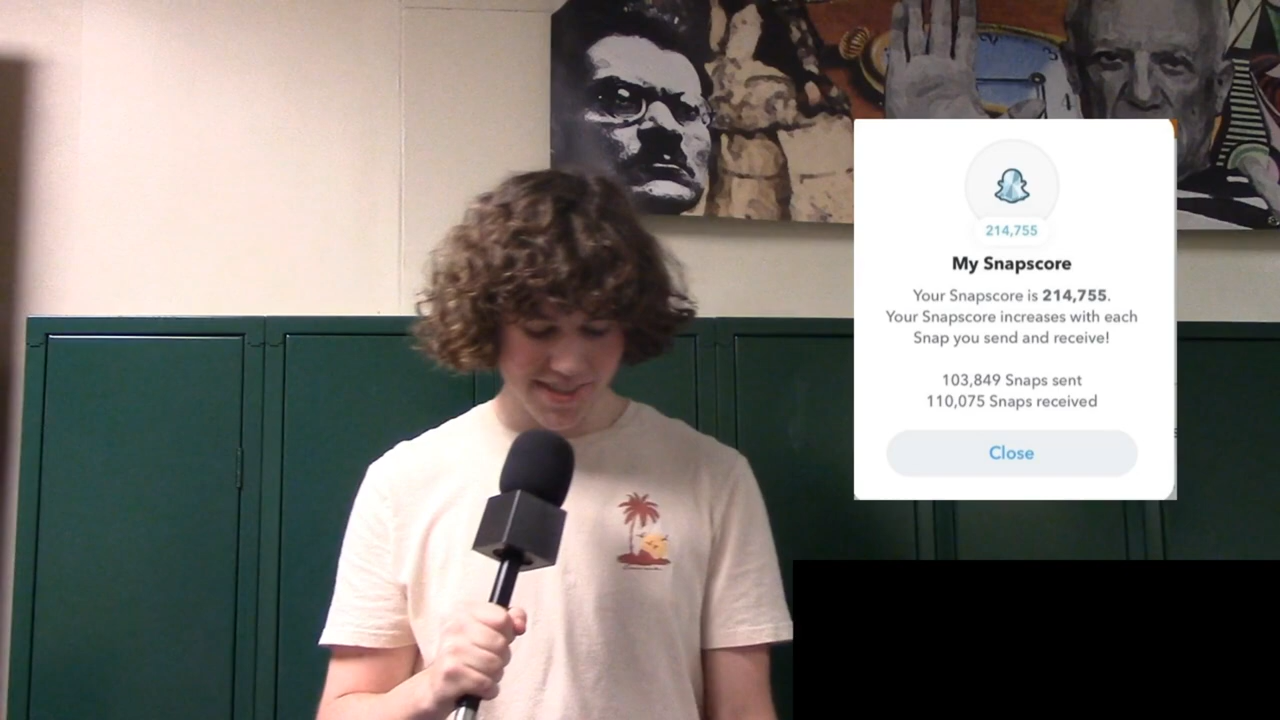 214,755
My Snapscore
Your Snapscore is 214,755.
Your Snapscore increases with each
Snap you send and receive!
103,849 Snaps sent
110,075 Snaps received
Close